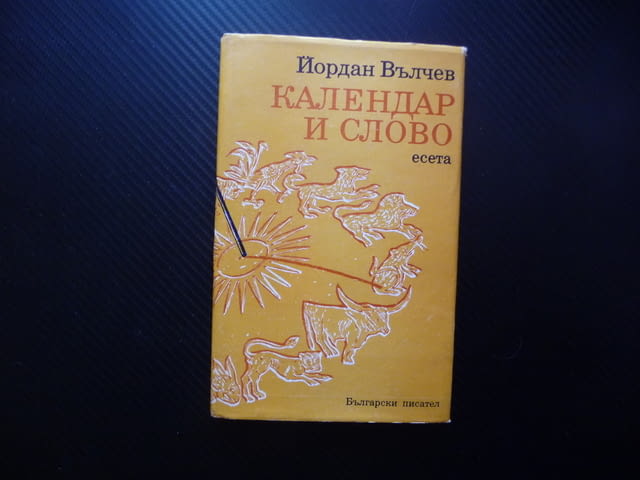 Йордан Вълчев
КАЛЕНДАР
И СЛОВО
есета
Български писател